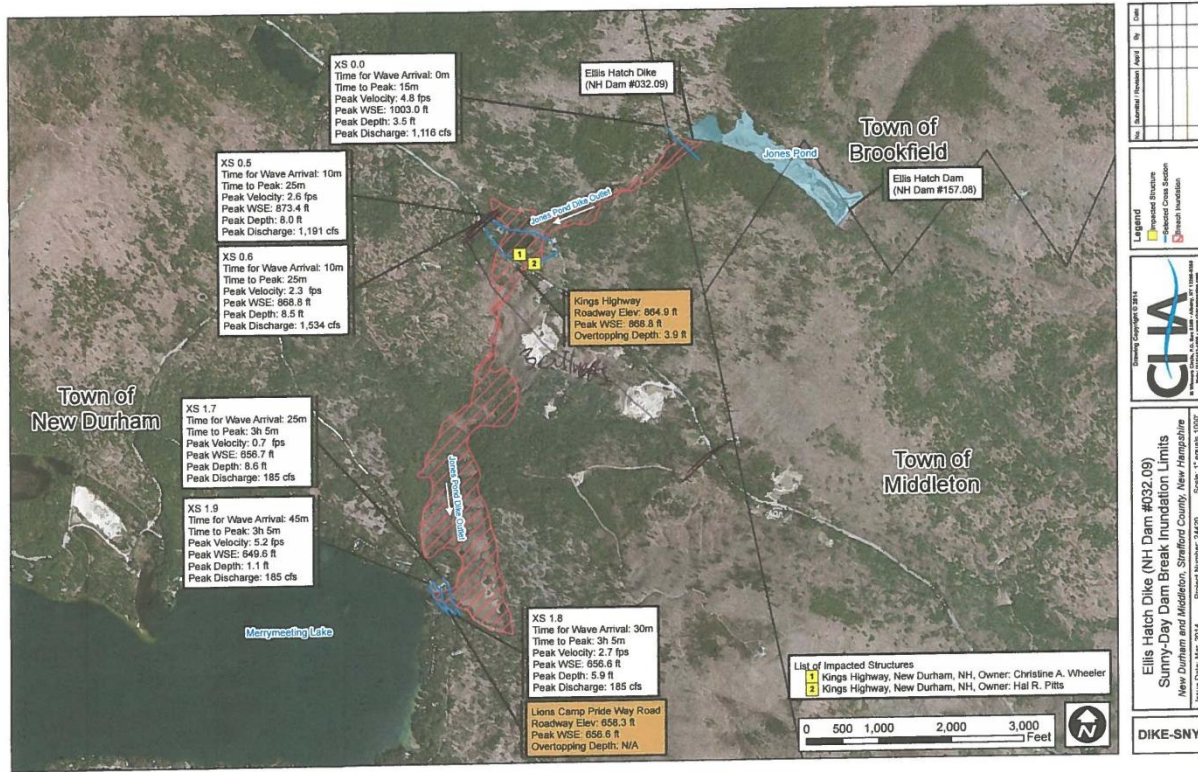 XS 0.0
Time for Wave Arrival: 0m
Time to Peak: 15m
Peak Velocity: 4.8 fps
Peak WSE: 1003.0 ft
Peak Depth: 3.5 ft
Peak Discharge: 1,116 cfs
Ellis Hatch Dike
(NH Dam #032.09)
Town of
Brookfield
Jones Pond
Ellis Hatch Dam
(NH Dam #157.08)
XS 0.5
Time for Wave Arrival: 10m
Time to Peak: 25m
Peak Velocity: 2.6 fps
Peak WSE: 873.4 ft
Peak Depth: 8.0 ft
Peak Discharge: 1,191 cfs
Jones Pond Dike Outlet
XS 0.6
Time for Wave Arrival: 10m
Time to Peak: 25m
Peak Velocity: 2.3 fps
Peak WSE: 868.8 ft
Peak Depth: 8.5 ft
Peak Discharge: 1,534 cfs
1
2
Kings Highway
Roadway Elev: 864.9 ft
Peak WSE: 868.8 ft
Overtopping Depth: 3.9 ft
Town of
New Durham
XS 1.7
Time for Wave Arrival: 25m
Time to Peak: 3h 5m
Peak Velocity: 0.7 fps
Peak WSE: 656.7 ft
Peak Depth: 8.6 ft
Peak Discharge: 185 cfs
Jones Pond Dike Outlet
Town of
Middleton
XS 1.9
Time for Wave Arrival: 45m
Time to Peak: 3h 5m
Peak Velocity: 5.2 fps
Peak WSE: 649.6 ft
Peak Depth: 1.1 ft
Peak Discharge: 185 cfs
Merrymeeting Lake
XS 1.8
Time for Wave Arrival: 30m
Time to Peak: 3h 5m
Peak Velocity: 2.7 fps
Peak WSE: 656.6 ft
Peak Depth: 5.9 ft
Peak Discharge: 185 cfs
Lions Camp Pride Way Road
Roadway Elev: 658.3 ft
Peak WSE: 656.6 ft
Overtopping Depth: N/A
List of Impacted Structures
1 Kings Highway, New Durham, NH, Owner: Christine A. Wheeler
2 Kings Highway, New Durham, NH, Owner: Hal R. Pitts
0 500 1,000 2,000 3,000
Feet
N
No. Submittal / Revision App'd By Date
Legend
Impacted Structure
Selected Cross Section
Breach Inundation
Drawing Copyright © 2014
CHA
Ellis Hatch Dike (NH Dam #032.09)
Sunny-Day Dam Break Inundation Limits
New Durham and Middleton, Strafford County, New Hampshire
DIKE-SNY